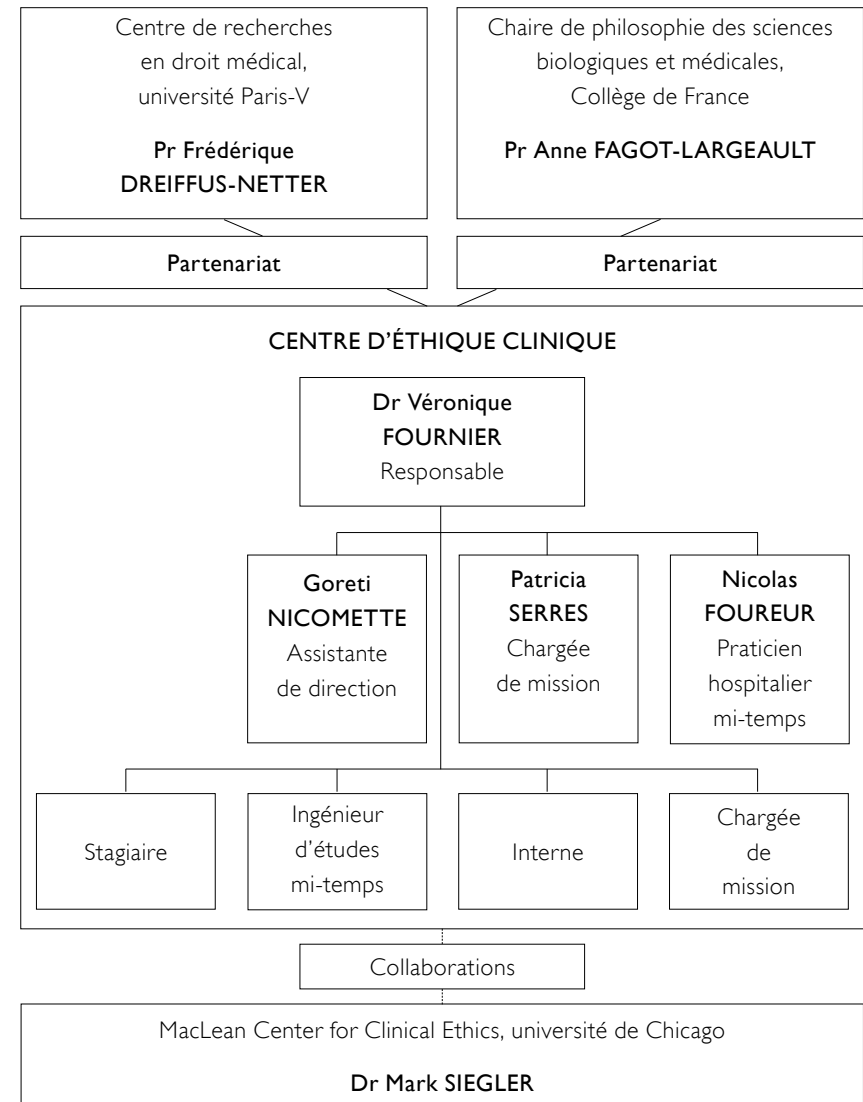 Centre de recherches
en droit médical,
université Paris-V
Pr Frédérique
DREIFFUS-NETTER
Chaire de philosophie des sciences
biologiques et médicales,
Collège de France
Pr Anne FAGOT-LARGEAULT
Partenariat
Partenariat
CENTRE D’ÉTHIQUE CLINIQUE
Dr Véronique
FOURNIER
Responsable
Goreti
NICOMETTE
Assistante
de direction
Patricia
SERRES
Chargée
de mission
Nicolas
FOUREUR
Praticien
hospitalier
mi-temps
Stagiaire
Ingénieur
d’études
mi-temps
Interne
Chargée
de
mission
Collaborations
MacLean Center for Clinical Ethics, université de Chicago
Dr Mark SIEGLER